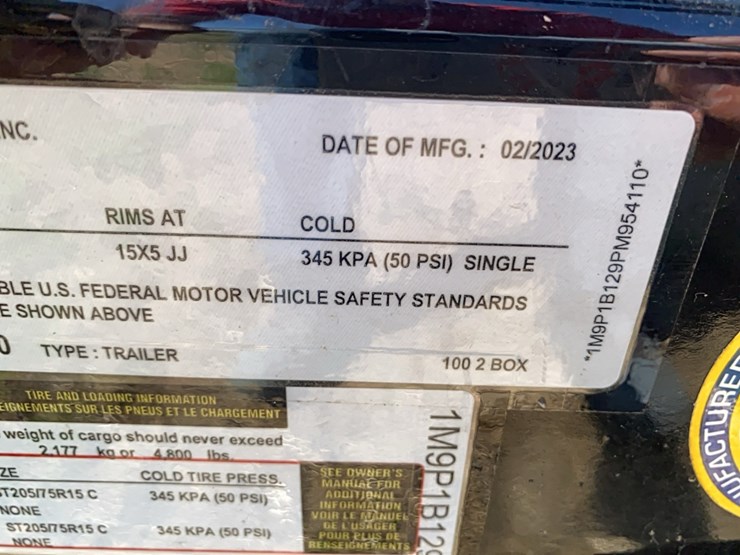 NC.
DATE OF MFG. : 02/2023
RIMS AT COLD
15X5 JJ 345 KPA (50 PSI) SINGLE
BLE U.S. FEDERAL MOTOR VEHICLE SAFETY STANDARDS
E SHOWN ABOVE
0 TYPE : TRAILER 100 2 BOX
*1M9P1B129PM954110*
TIRE AND LOADING INFORMATION
EIGNEMENTS SUR LES PNEUS ET LE CHARGEMENT
weight of cargo should never exceed
2,177 kg or 4,800 lbs.
ZE COLD TIRE PRESS.
ST205/75R15 C 345 KPA (50 PSI)
NONE
ST205/75R15 C 345 KPA (50 PSI)
NONE
SEE OWNER'S
MANUAL FOR
ADDITIONAL
INFORMATION
VOIR LE MANUEL
DE L'USAGER
POUR PLUS DE
RENSEIGNEMENTS
1M9P1B129
UFACTURED